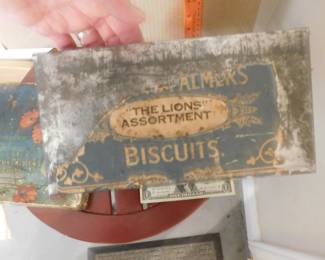 PALMERS
"THE LIONS"
ASSORTMENT
BISCUITS.